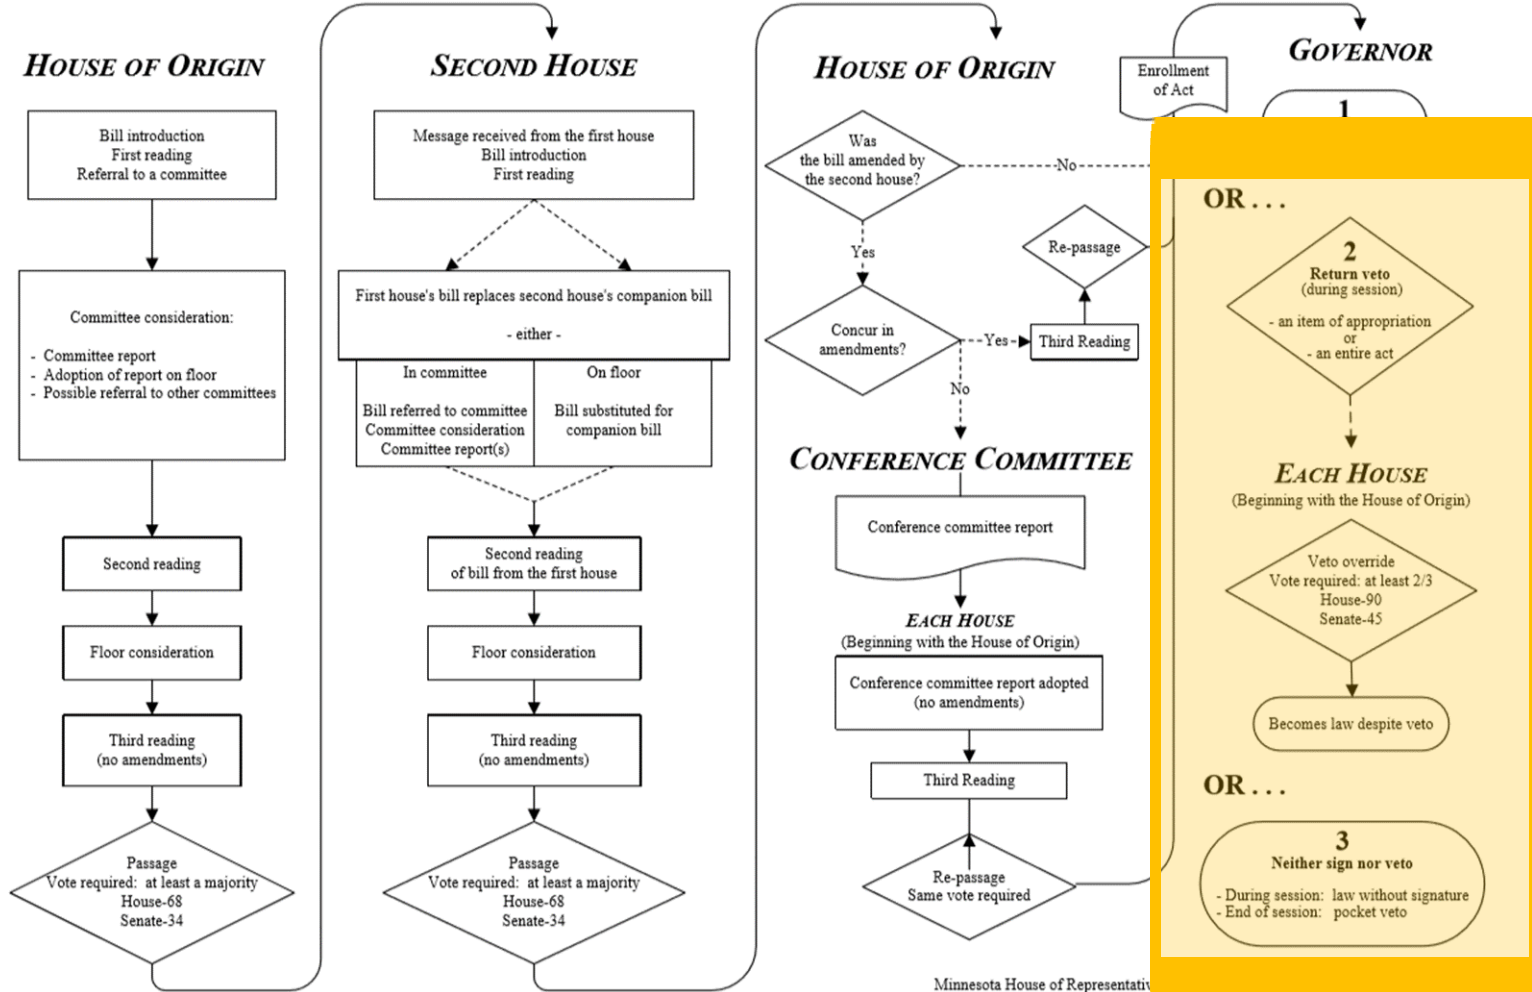 HOUSE OF ORIGIN
Bill introduction
First reading
Referral to a committee
Committee consideration:
- Committee report
- Adoption of report on floor
- Possible referral to other committees
Second reading
Floor consideration
Third reading
(no amendments)
Passage
Vote required: at least a majority
House-68
Senate-34
SECOND HOUSE
Message received from the first house
Bill introduction
First reading
First house's bill replaces second house's companion bill
- either -
In committee
Bill referred to committee
Committee consideration
Committee report(s)
On floor
Bill substituted for
companion bill
Second reading
of bill from the first house
Floor consideration
Third reading
(no amendments)
Passage
Vote required: at least a majority
House-68
Senate-34
HOUSE OF ORIGIN
Was
the bill amended by
the second house?
No
Yes
Re-passage
Concur in
amendments?
Yes
Third Reading
No
CONFERENCE COMMITTEE
Conference committee report
EACH HOUSE
(Beginning with the House of Origin)
Conference committee report adopted
(no amendments)
Third Reading
Re-passage
Same vote required
Minnesota House of
Enrollment
of Act
GOVERNOR
1
OR . . .
2
Return veto
(during session)
- an item of appropriation
or
- an entire act
EACH HOUSE
(Beginning with the House of Origin)
Veto override
Vote required: at least 2/3
House-90
Senate-45
Becomes law despite veto
OR . . .
3
Neither sign nor veto
- During session: law without signature
- End of session: pocket veto